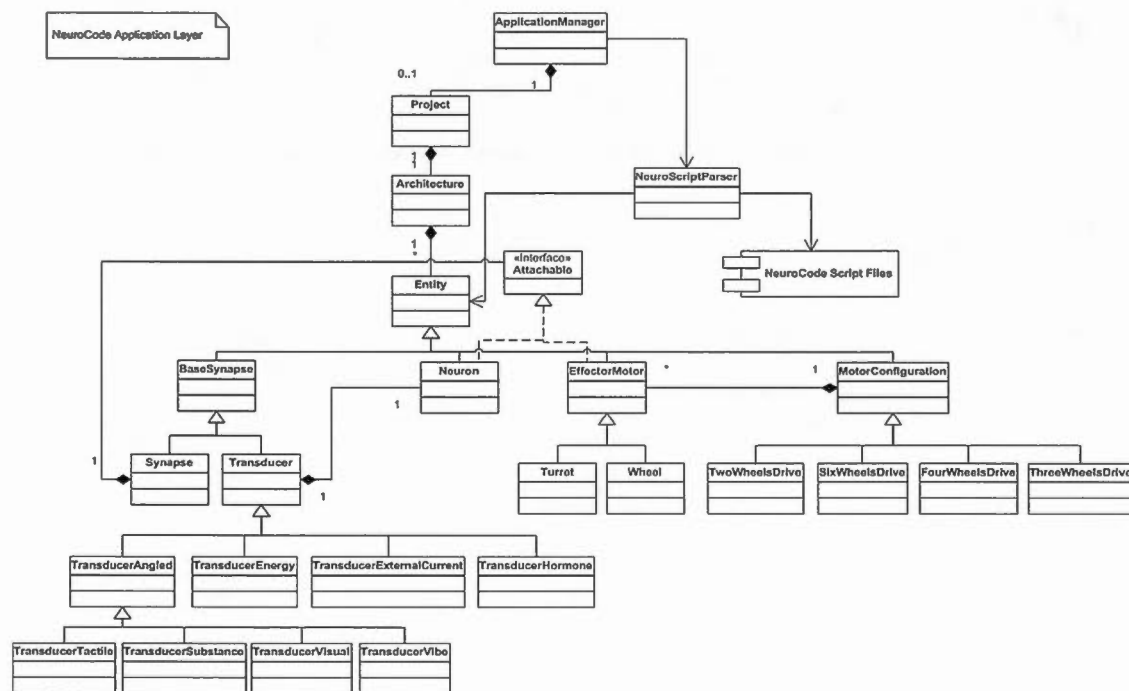 NeuroCode Application Layer
ApplicationManager
0..1
1
Project
1
1
Architecture
NeuroScriptParser
1
*
«interface»
Attachable
NeuroCode Script Files
Entity
BaseSynapse
Neuron
EffectorMotor
*
1
MotorConfiguration
1
1
Synapse
Transducer
1
Turret
Wheel
TwoWheelsDrive
SixWheelsDrive
FourWheelsDrive
ThreeWheelsDrive
TransducerAngled
TransducerEnergy
TransducerExternalCurrent
TransducerHormone
TransducerTactile
TransducerSubstance
TransducerVisual
TransducerVibe